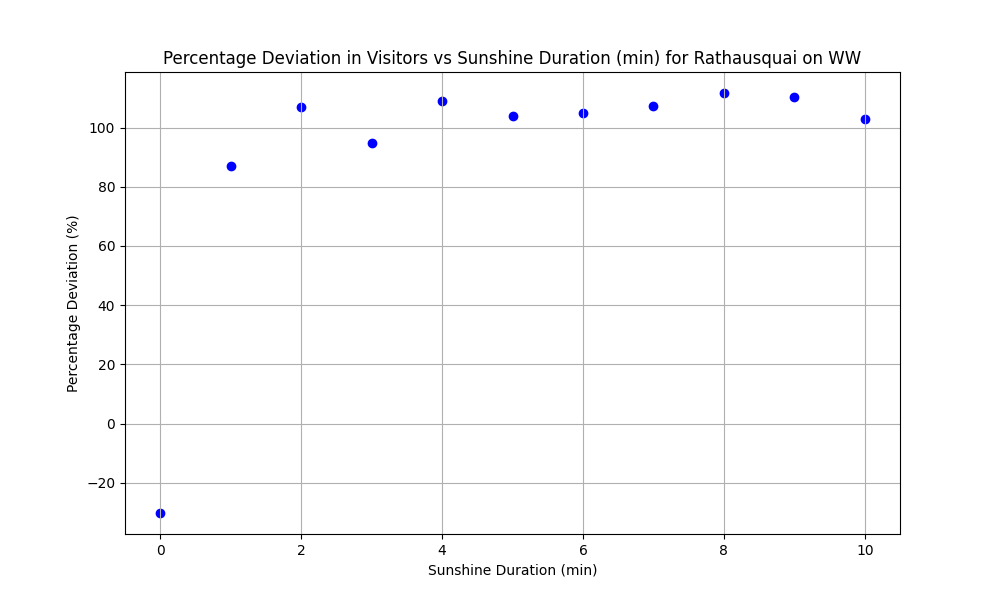 Percentage Deviation in Visitors vs Sunshine Duration (min) for Rathausquai on WW
100
80
60
40
20
0
−20
Percentage Deviation (%)
0 2 4 6 8 10
Sunshine Duration (min)